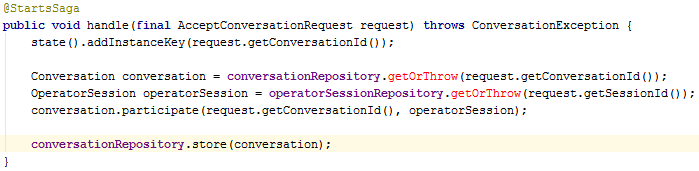 @StartsSaga
public void handle(final AcceptConversationRequest request) throws ConversationException {
    state().addInstanceKey(request.getConversationId());
    Conversation conversation = conversationRepository.getOrThrow(request.getConversationId());
    OperatorSession operatorSession = operatorSessionRepository.getOrThrow(request.getSessionId());
    conversation.participate(request.getConversationId(), operatorSession);
    conversationRepository.store(conversation);
}